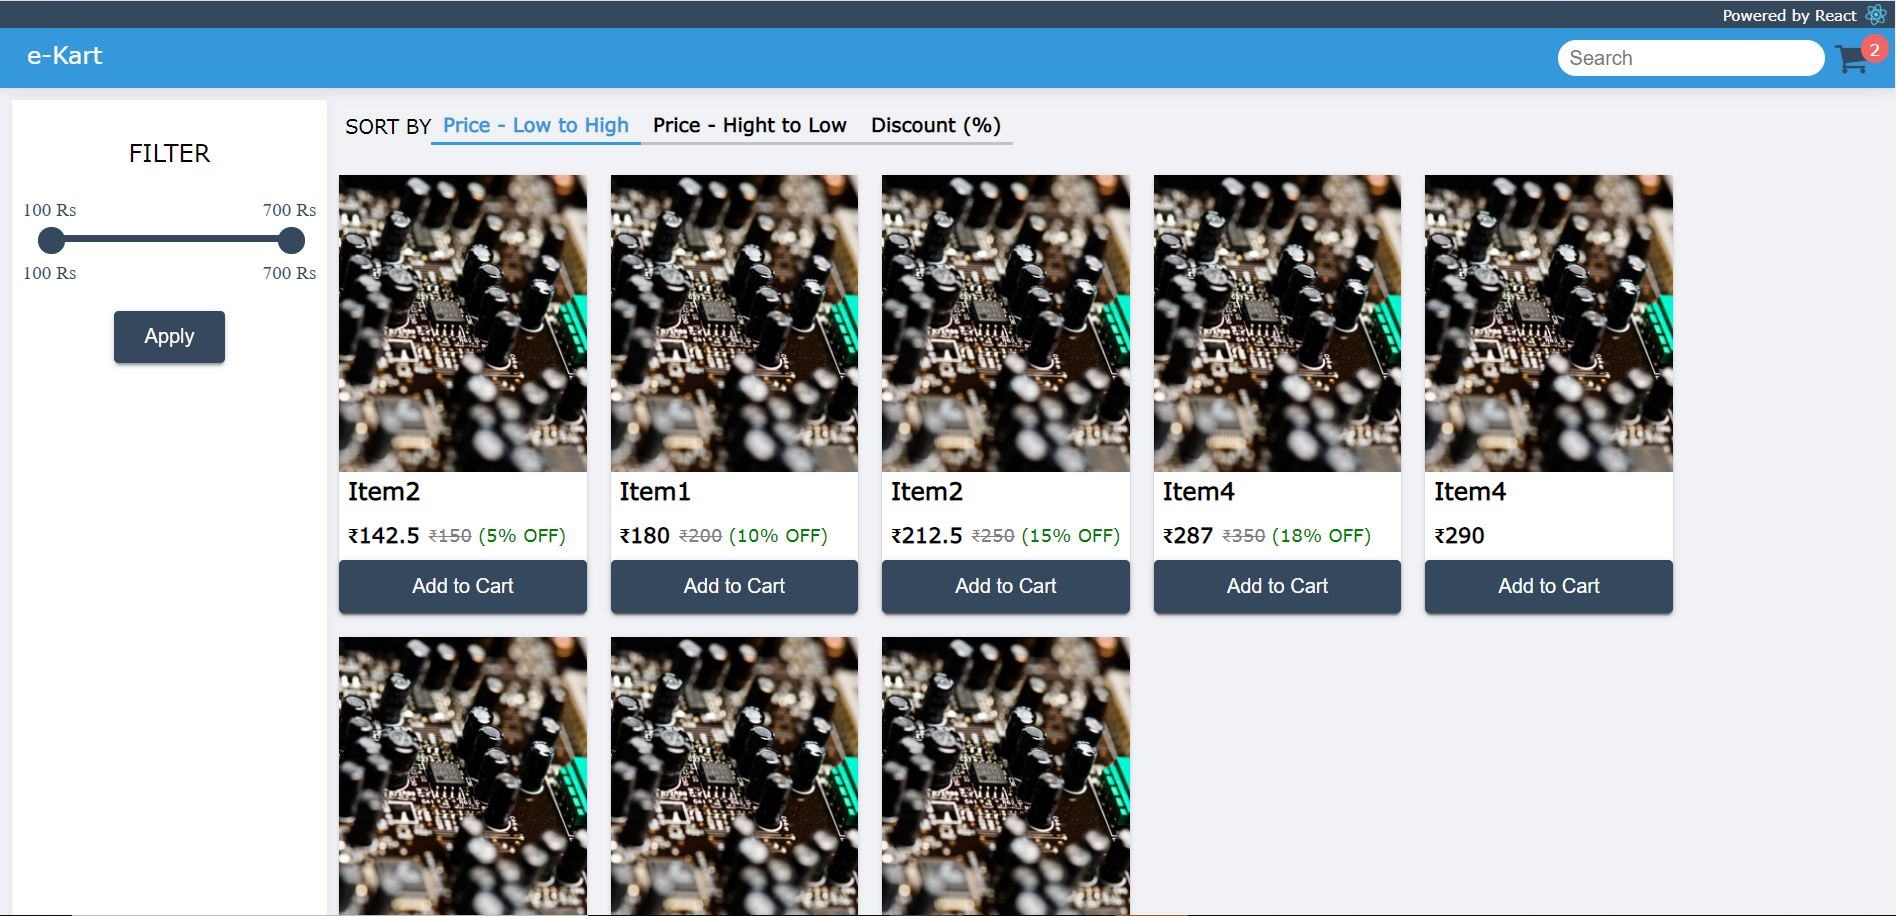 Powered by React
e-Kart
Search
2
FILTER
100 Rs 700 Rs
100 Rs 700 Rs
Apply
SORT BY Price - Low to High Price - Hight to Low Discount (%)
Item2
₹142.5 ₹150 (5% OFF)
Add to Cart
Item1
₹180 ₹200 (10% OFF)
Add to Cart
Item2
₹212.5 ₹250 (15% OFF)
Add to Cart
Item4
₹287 ₹350 (18% OFF)
Add to Cart
Item4
₹290
Add to Cart